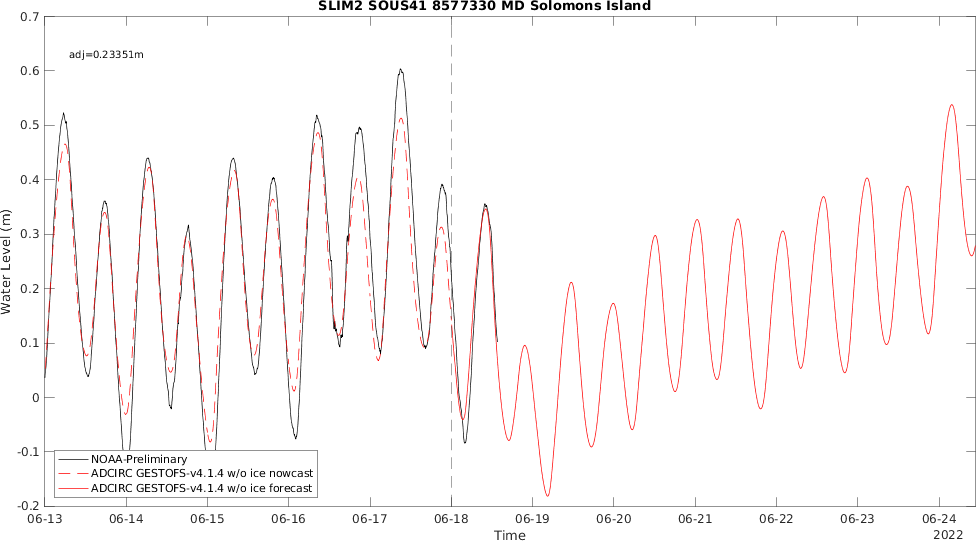 SLIM2 SOUS41 8577330 MD Solomons Island
0.7
0.6
0.5
0.4
0.3
0.2
0.1
0
-0.1
-0.2
Water Level (m)
adj=0.23351m
NOAA-Preliminary
ADCIRC GESTOFS-v4.1.4 w/o ice nowcast
ADCIRC GESTOFS-v4.1.4 w/o ice forecast
06-13 06-14 06-15 06-16 06-17 06-18 06-19 06-20 06-21 06-22 06-23 06-24
Time
2022